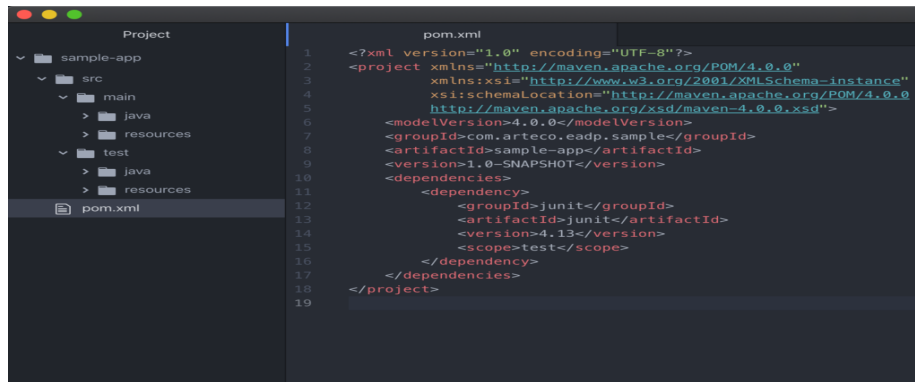 Project
sample-app
src
main
java
resources
test
java
resources
pom.xml
pom.xml
1 <?xml version="1.0" encoding="UTF-8"?>
2 <project xmlns="http://maven.apache.org/POM/4.0.0"
3 xmlns:xsi="http://www.w3.org/2001/XMLSchema-instance"
4 xsi:schemaLocation="http://maven.apache.org/POM/4.0.0
5 http://maven.apache.org/xsd/maven-4.0.0.xsd">
6 <modelVersion>4.0.0</modelVersion>
7 <groupId>com.arteco.eadp.sample</groupId>
8 <artifactId>sample-app</artifactId>
9 <version>1.0-SNAPSHOT</version>
10 <dependencies>
11 <dependency>
12 <groupId>junit</groupId>
13 <artifactId>junit</artifactId>
14 <version>4.13</version>
15 <scope>test</scope>
16 </dependency>
17 </dependencies>
18 </project>
19